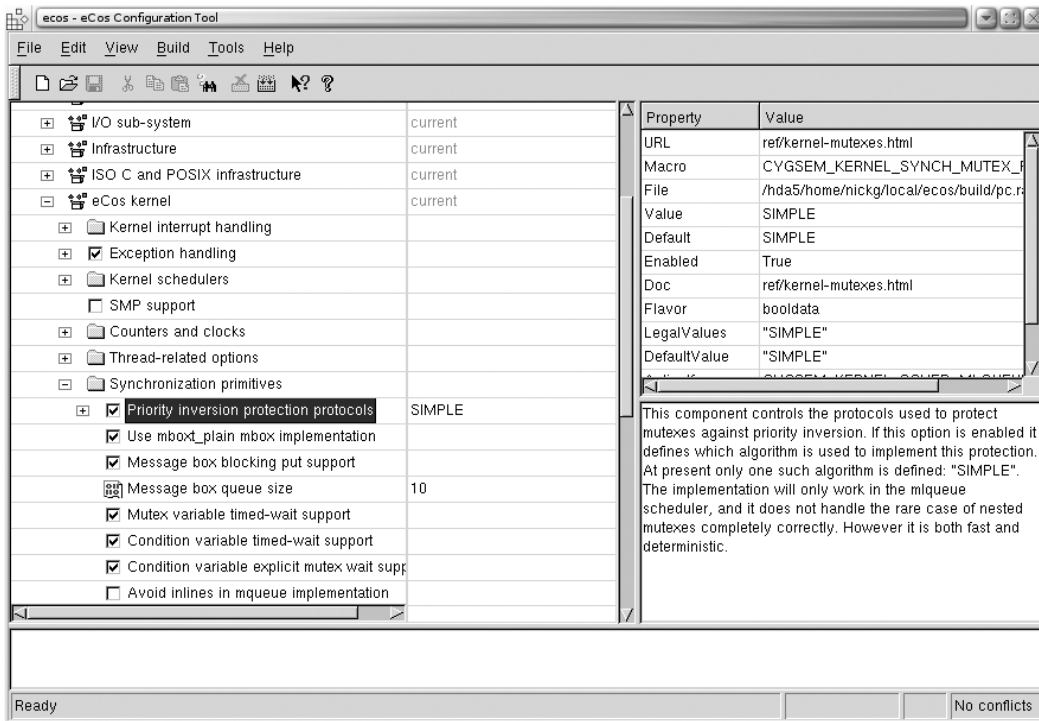 ecos - eCos Configuration Tool
File Edit View Build Tools Help
I/O sub-system current
Infrastructure current
ISO C and POSIX infrastructure current
eCos kernel current
Kernel interrupt handling
Exception handling
Kernel schedulers
SMP support
Counters and clocks
Thread-related options
Synchronization primitives
Priority inversion protection protocols SIMPLE
Use mboxt_plain mbox implementation
Message box blocking put support
Message box queue size 10
Mutex variable timed-wait support
Condition variable timed-wait support
Condition variable explicit mutex wait supp
Avoid inlines in mqueue implementation
Property Value
URL ref/kernel-mutexes.html
Macro CYGSEM_KERNEL_SYNCH_MUTEX_
File /hda5/home/nickg/local/ecos/build/pc.
Value SIMPLE
Default SIMPLE
Enabled True
Doc ref/kernel-mutexes.html
Flavor booldata
LegalValues "SIMPLE"
DefaultValue "SIMPLE"
This component controls the protocols used to protect
mutexes against priority inversion. If this option is enabled it
defines which algorithm is used to implement this protection.
At present only one such algorithm is defined: "SIMPLE".
The implementation will only work in the mlqueue
scheduler, and it does not handle the rare case of nested
mutexes completely correctly. However it is both fast and
deterministic.
Ready No conflicts